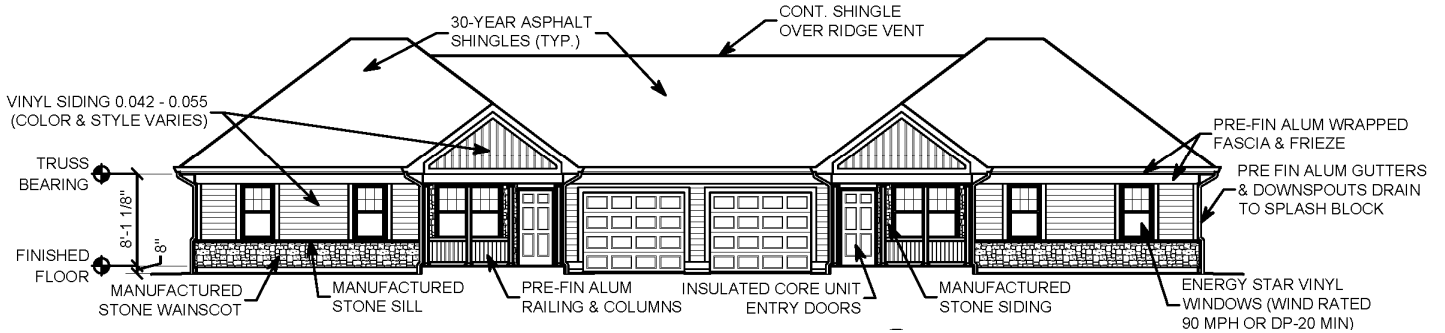 30-YEAR ASPHALT
SHINGLES (TYP.)
CONT. SHINGLE
OVER RIDGE VENT
VINYL SIDING 0.042 - 0.055
(COLOR & STYLE VARIES)
PRE-FIN ALUM WRAPPED
FASCIA & FRIEZE
TRUSS
BEARING
PRE FIN ALUM GUTTERS
& DOWNSPOUTS DRAIN
TO SPLASH BLOCK
8'-1 1/8"
8"
FINISHED
FLOOR
MANUFACTURED
STONE WAINSCOT
MANUFACTURED
STONE SILL
PRE-FIN ALUM
RAILING & COLUMNS
INSULATED CORE UNIT
ENTRY DOORS
MANUFACTURED
STONE SIDING
ENERGY STAR VINYL
WINDOWS (WIND RATED
90 MPH OR DP-20 MIN)